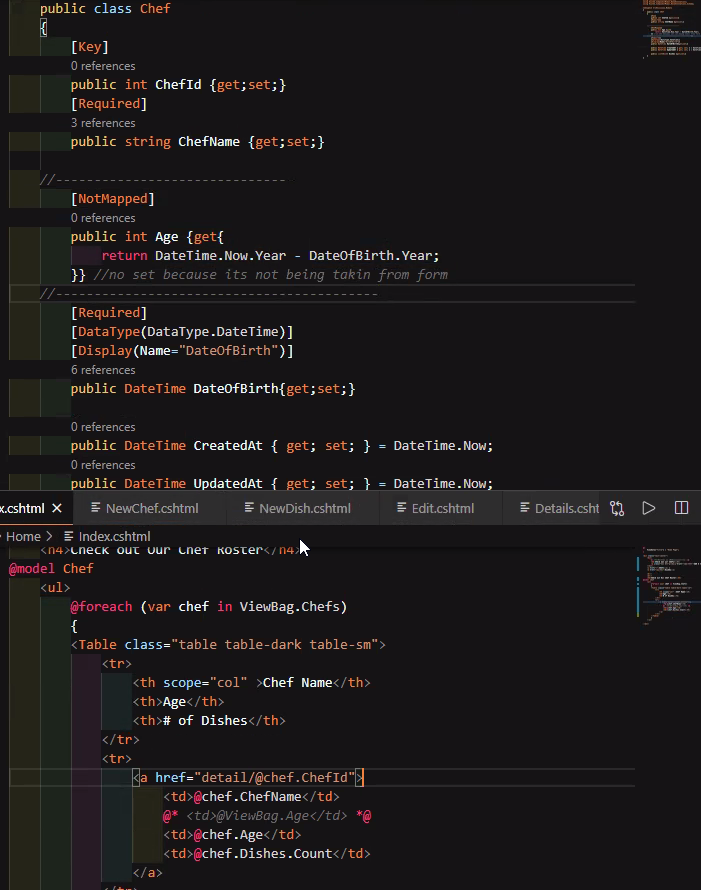 public class Chef
{
[Key]
0 references
public int ChefId {get;set;}
[Required]
3 references
public string ChefName {get;set;}
//------------------------------
[NotMapped]
0 references
public int Age {get{
return DateTime.Now.Year - DateOfBirth.Year;
}} //no set because its not being takin from form
//------------------------------------------
[Required]
[DataType(DataType.DateTime)]
[Display(Name="DateOfBirth")]
6 references
public DateTime DateOfBirth{get;set;}
0 references
public DateTime CreatedAt { get; set; } = DateTime.Now;
0 references
public DateTime UpdatedAt { get; set; } = DateTime.Now;
x.cshtml NewChef.cshtml NewDish.cshtml Edit.cshtml Details.csht
Home > Index.cshtml
<h4>Check out Our Chef Roster</h4>
@model Chef
<ul>
@foreach (var chef in ViewBag.Chefs)
{
<Table class="table table-dark table-sm">
<tr>
<th scope="col" >Chef Name</th>
<th>Age</th>
<th># of Dishes</th>
</tr>
<tr>
<a href="detail/@chef.ChefId">
<td>@chef.ChefName</td>
@* <td>@ViewBag.Age</td> *@
<td>@chef.Age</td>
<td>@chef.Dishes.Count</td>
</a>
</tr>